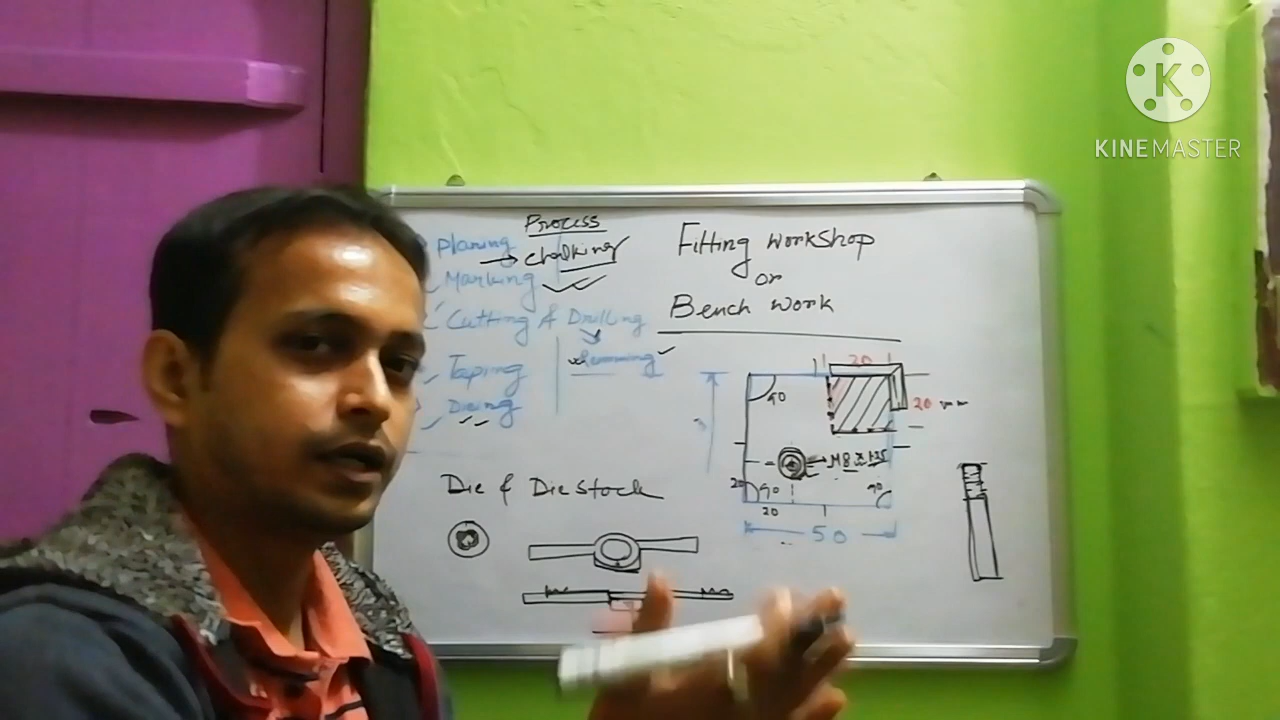 KINEMASTER
Process
Planing → chalking
Marking
Cutting & Drilling
Hemming
Taping
Dieing
Fitting workshop
or
Bench work
20
90
20 mm
M8 x 1.25
20 90
90
20
50
Die & Die Stock